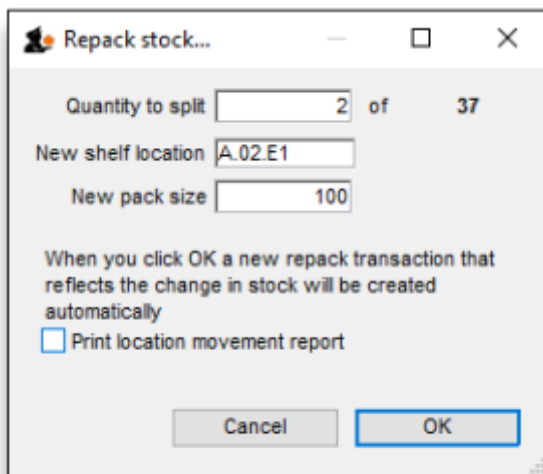 Repack stock...
Quantity to split 2 of 37
New shelf location A.02.E1
New pack size 100
When you click OK a new repack transaction that
reflects the change in stock will be created
automatically
Print location movement report
Cancel OK